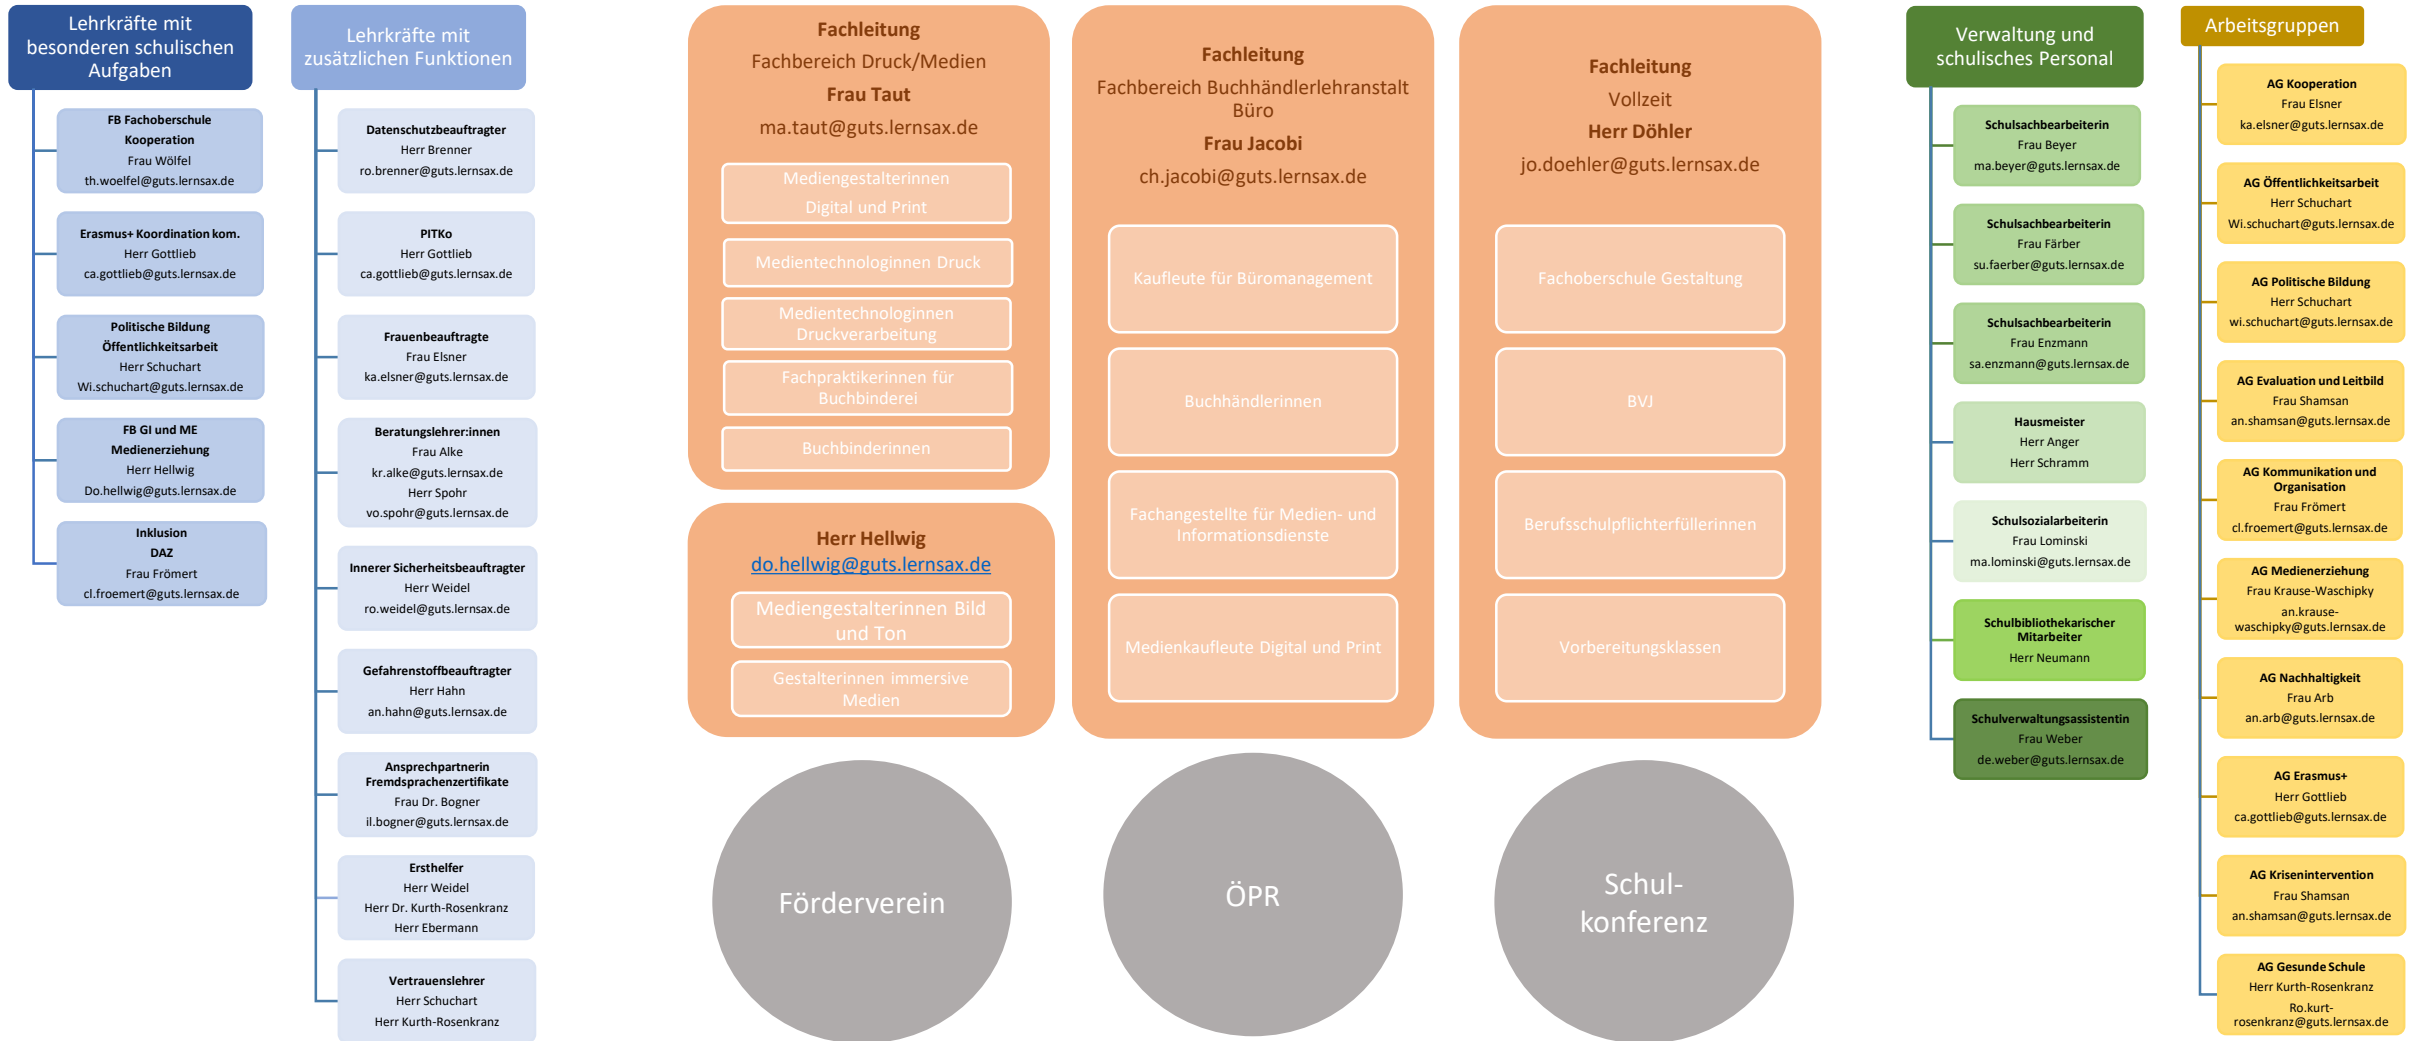 Lehrkräfte mit
besonderen schulischen
Aufgaben
FB Fachoberschule
Kooperation
Frau Wölfel
th.woelfel@guts.lernsax.de
Erasmus+ Koordination kom.
Herr Gottlieb
ca.gottlieb@guts.lernsax.de
Politische Bildung
Öffentlichkeitsarbeit
Herr Schuchart
Wi.schuchart@guts.lernsax.de
FB GI und ME
Medienerziehung
Herr Hellwig
Do.hellwig@guts.lernsax.de
Inklusion
DAZ
Frau Frömert
cl.froemert@guts.lernsax.de
Lehrkräfte mit
zusätzlichen Funktionen
Datenschutzbeauftragter
Herr Brenner
ro.brenner@guts.lernsax.de
PITKo
Herr Gottlieb
ca.gottlieb@guts.lernsax.de
Frauenbeauftragte
Frau Elsner
ka.elsner@guts.lernsax.de
Beratungslehrer:innen
Frau Alke
kr.alke@guts.lernsax.de
Herr Spohr
vo.spohr@guts.lernsax.de
Innerer Sicherheitsbeauftragter
Herr Weidel
ro.weidel@guts.lernsax.de
Gefahrenstoffbeauftragter
Herr Hahn
an.hahn@guts.lernsax.de
Ansprechpartnerin
Fremdsprachenzertifikate
Frau Dr. Bogner
il.bogner@guts.lernsax.de
Ersthelfer
Herr Weidel
Herr Dr. Kurth-Rosenkranz
Herr Ebermann
Vertrauenslehrer
Herr Schuchart
Herr Kurth-Rosenkranz
Fachleitung
Fachbereich Druck/Medien
Frau Taut
ma.taut@guts.lernsax.de
Mediengestalterinnen
Digital und Print
Medientechnologinnen Druck
Medientechnologinnen
Druckverarbeitung
Fachpraktikerinnen für
Buchbinderei
Buchbinderinnen
Herr Hellwig
do.hellwig@guts.lernsax.de
Mediengestalterinnen Bild
und Ton
Gestalterinnen immersive
Medien
Fachleitung
Fachbereich Buchhändlerlehranstalt
Büro
Frau Jacobi
ch.jacobi@guts.lernsax.de
Kaufleute für Büromanagement
Buchhändlerinnen
Fachangestellte für Medien- und
Informationsdienste
Medienkaufleute Digital und Print
Fachleitung
Vollzeit
Herr Döhler
jo.doehler@guts.lernsax.de
Fachoberschule Gestaltung
BVJ
Berufsschulpflichterfüllerinnen
Vorbereitungsklassen
Förderverein
ÖPR
Schul-
konferenz
Verwaltung und
schulisches Personal
Schulsachbearbeiterin
Frau Beyer
ma.beyer@guts.lernsax.de
Schulsachbearbeiterin
Frau Färber
su.faerber@guts.lernsax.de
Schulsachbearbeiterin
Frau Enzmann
sa.enzmann@guts.lernsax.de
Hausmeister
Herr Anger
Herr Schramm
Schulsozialarbeiterin
Frau Lominski
ma.lominski@guts.lernsax.de
Schulbibliothekarischer
Mitarbeiter
Herr Neumann
Schulverwaltungsassistentin
Frau Weber
de.weber@guts.lernsax.de
Arbeitsgruppen
AG Kooperation
Frau Elsner
ka.elsner@guts.lernsax.de
AG Öffentlichkeitsarbeit
Herr Schuchart
Wi.schuchart@guts.lernsax.de
AG Politische Bildung
Herr Schuchart
wi.schuchart@guts.lernsax.de
AG Evaluation und Leitbild
Frau Shamsan
an.shamsan@guts.lernsax.de
AG Kommunikation und
Organisation
Frau Frömert
cl.froemert@guts.lernsax.de
AG Medienerziehung
Frau Krause-Waschipky
an.krause-
waschipky@guts.lernsax.de
AG Nachhaltigkeit
Frau Arb
an.arb@guts.lernsax.de
AG Erasmus+
Herr Gottlieb
ca.gottlieb@guts.lernsax.de
AG Krisenintervention
Frau Shamsan
an.shamsan@guts.lernsax.de
AG Gesunde Schule
Herr Kurth-Rosenkranz
Ro.kurt-
rosenkranz@guts.lernsax.de